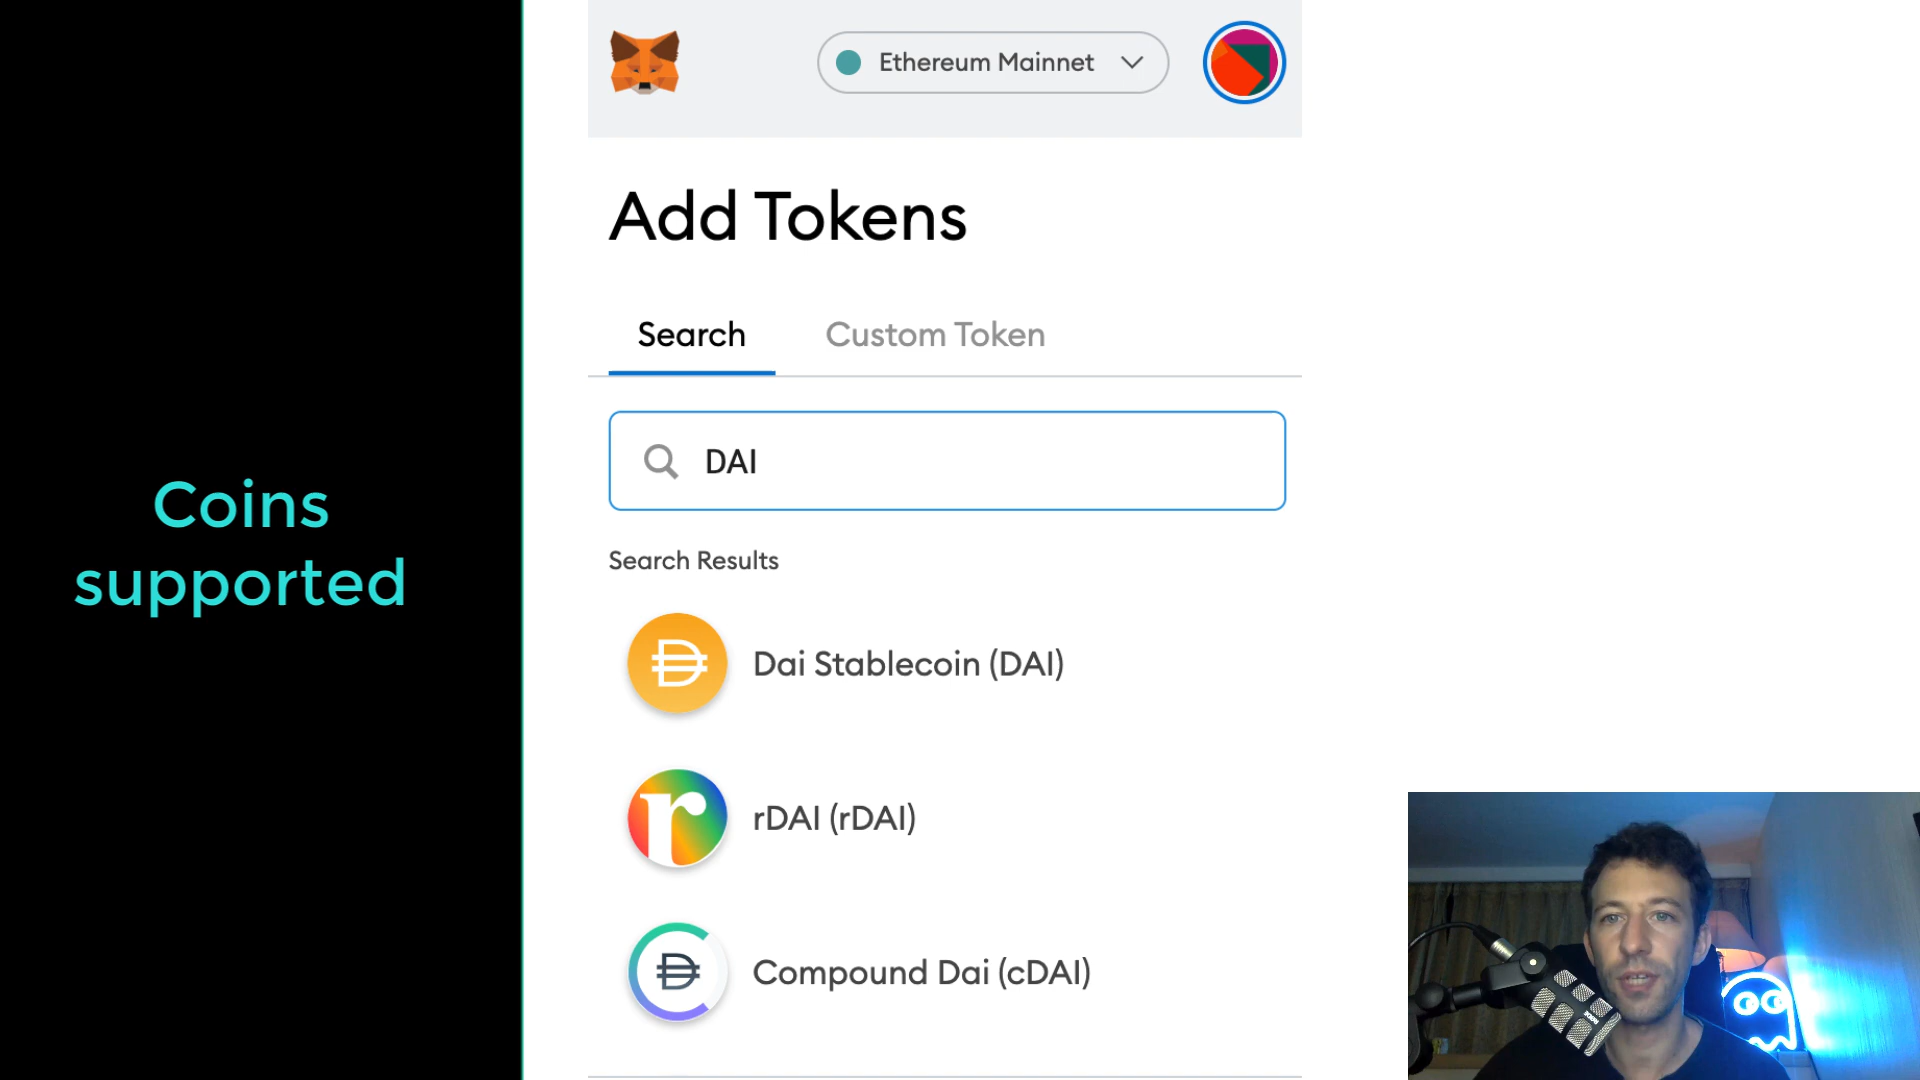 Coins
supported
Ethereum Mainnet
Add Tokens
Search
Custom Token
DAI
Search Results
Dai Stablecoin (DAI)
rDAI (rDAI)
Compound Dai (cDAI)